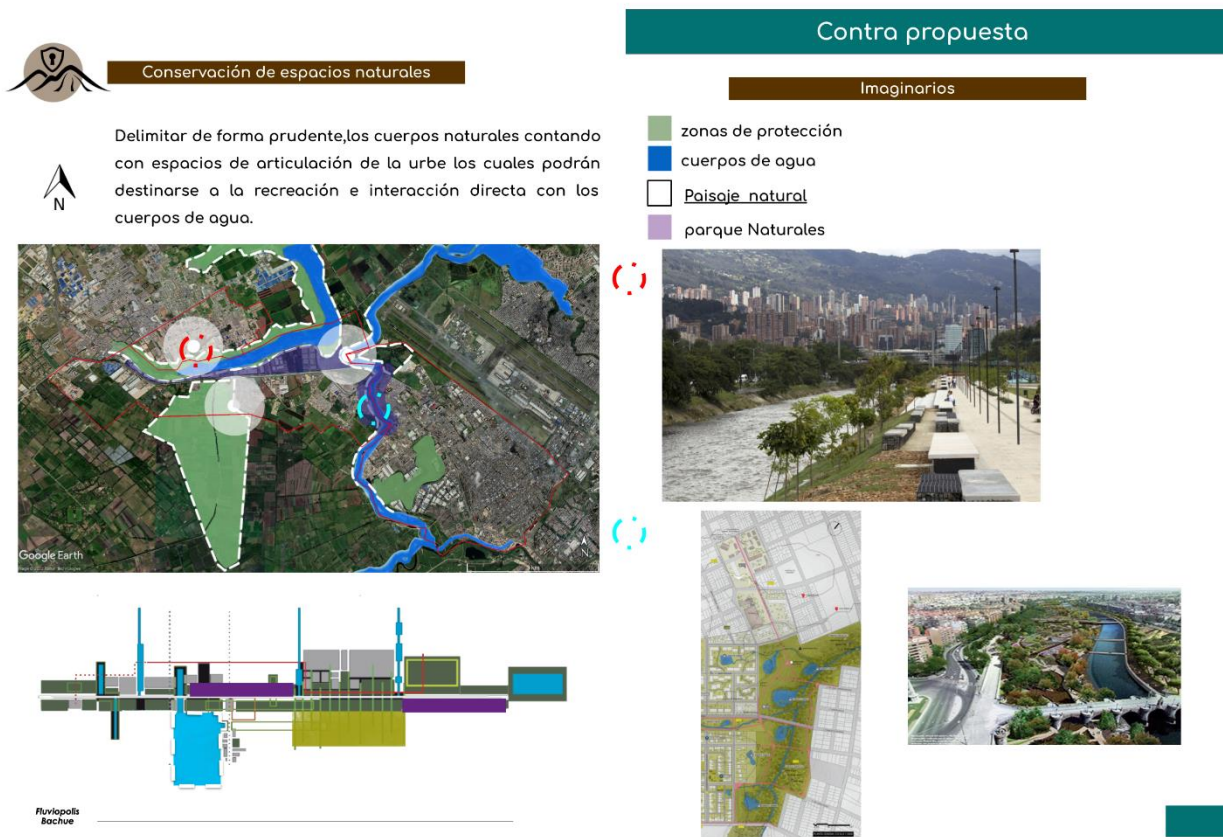 Conservación de espacios naturales
Delimitar de forma prudente,los cuerpos naturales contando
con espacios de articulación de la urbe los cuales podrán
destinarse a la recreación e interacción directa con los
cuerpos de agua.
N
Google Earth
N
Fluviopolis
Bachue
Contra propuesta
Imaginarios
zonas de protección
cuerpos de agua
Paisaje natural
parque Naturales